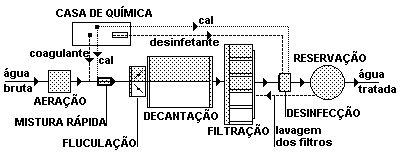 CASA DE QUÍMICA
cal
coagulante
desinfetante
RESERVAÇÃO
água
bruta
cal
água
tratada
AERAÇÃO
DECANTAÇÃO
DESINFECÇÃO
MISTURA RÁPIDA
FILTRAÇÃO
lavagem
dos filtros
FLUCULAÇÃO